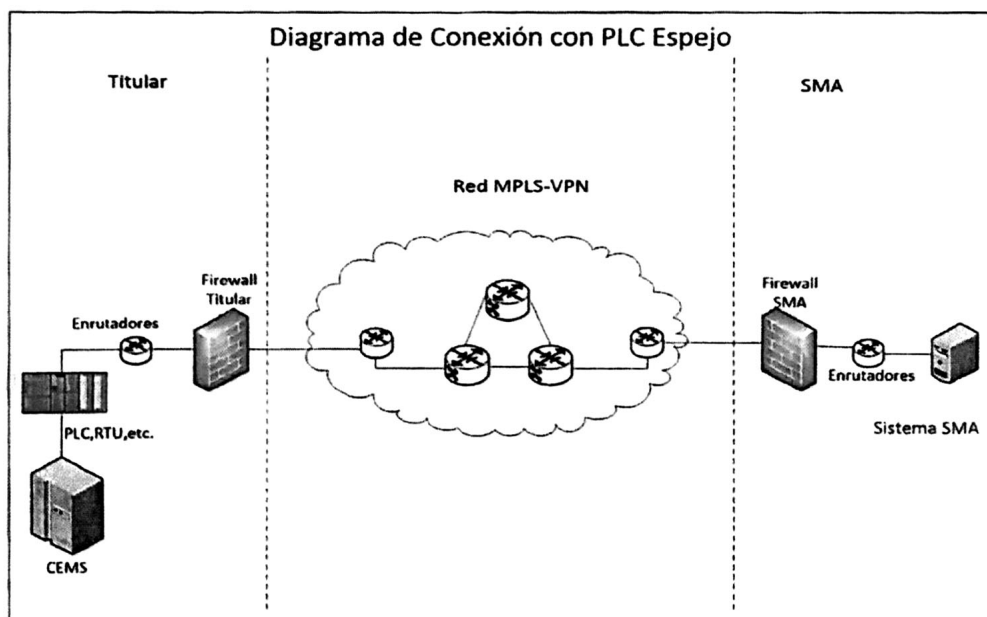 Diagrama de Conexión con PLC Espejo
Titular
SMA
Red MPLS-VPN
Firewall
Titular
Enrutadores
PLC,RTU,etc.
CEMS
Firewall
SMA
Enrutadores
Sistema SMA